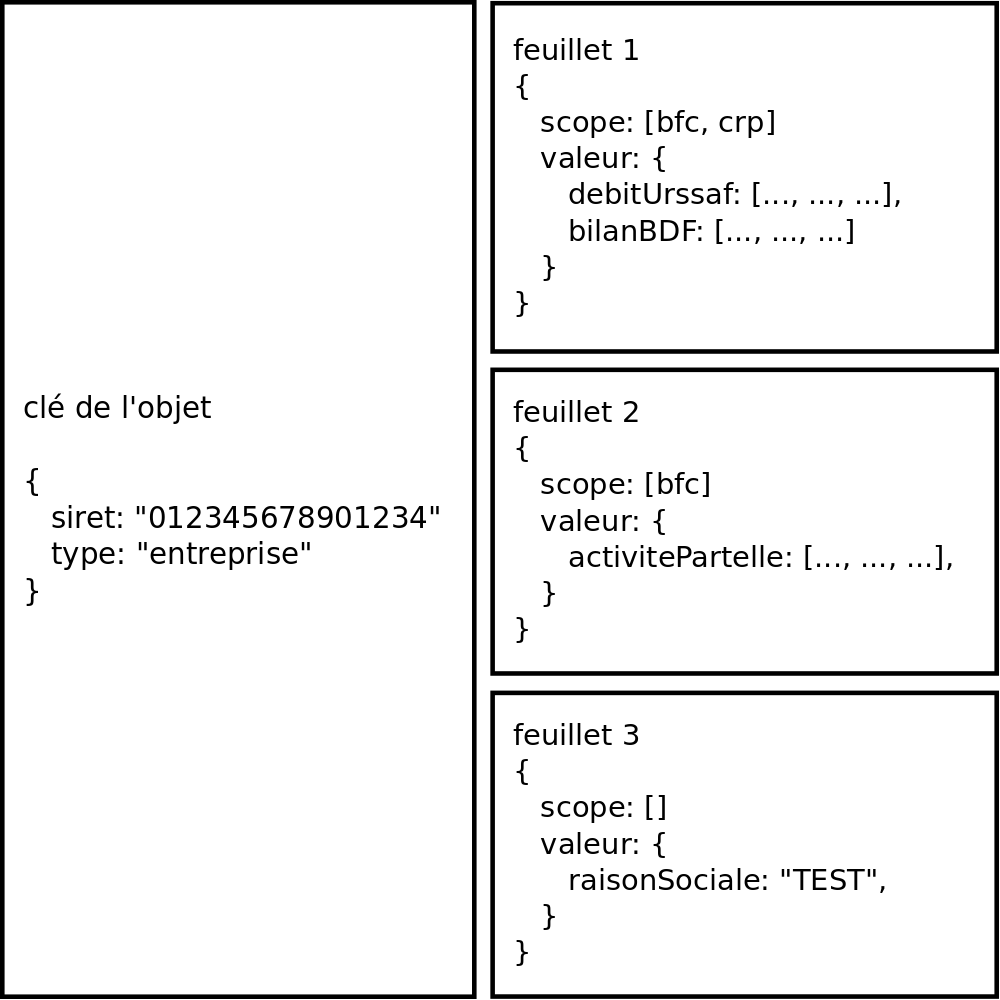 clé de l'objet
{
siret: "012345678901234"
type: "entreprise"
}
feuillet 1
{
scope: [bfc, crp]
valeur: {
debitUrssaf: [..., ..., ...],
bilanBDF: [..., ..., ...]
}
}
feuillet 2
{
scope: [bfc]
valeur: {
activitePartelle: [..., ..., ...],
}
}
feuillet 3
{
scope: []
valeur: {
raisonSociale: "TEST",
}
}